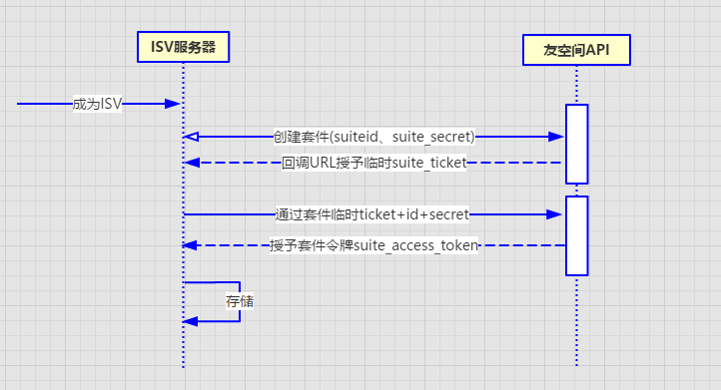 ISV服务器
友空间API
成为ISV
创建套件(suiteid、suite_secret)
回调URL授予临时suite_ticket
通过套件临时ticket+id+secret
授予套件令牌suite_access_token
存储